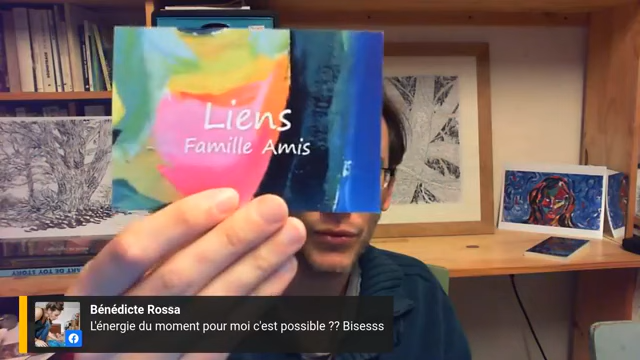 Liens
Famille Amis
Bénédicte Rossa
L'énergie du moment pour moi c'est possible ?? Bisesss